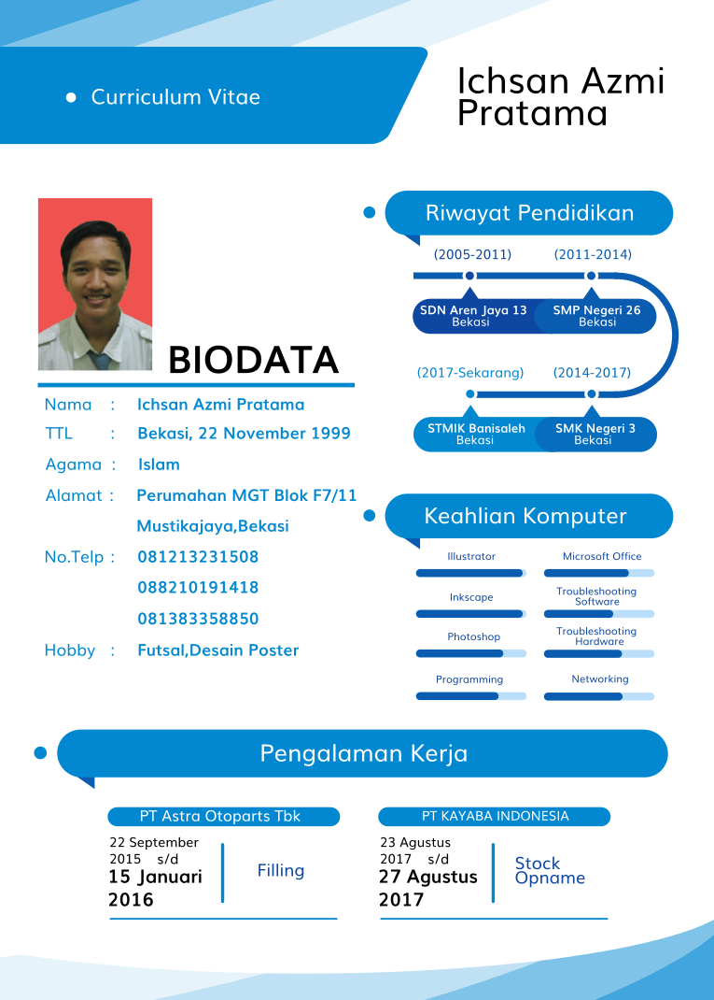 Curriculum Vitae
Ichsan Azmi
Pratama
BIODATA
Nama : Ichsan Azmi Pratama
TTL : Bekasi, 22 November 1999
Agama : Islam
Alamat : Perumahan MGT Blok F7/11
Mustikajaya,Bekasi
No.Telp : 081213231508
088210191418
081383358850
Hobby : Futsal,Desain Poster
Riwayat Pendidikan
(2005-2011) (2011-2014)
SDN Aren Jaya 13 SMP Negeri 26
Bekasi Bekasi
(2017-Sekarang) (2014-2017)
STMIK Banisaleh SMK Negeri 3
Bekasi Bekasi
Keahlian Komputer
Illustrator Microsoft Office
Inkscape Troubleshooting
Software
Photoshop Troubleshooting
Hardware
Programming Networking
Pengalaman Kerja
PT Astra Otoparts Tbk
22 September
2015 s/d
15 Januari
2016
Filling
PT KAYABA INDONESIA
23 Agustus
2017 s/d
27 Agustus
2017
Stock
Opname